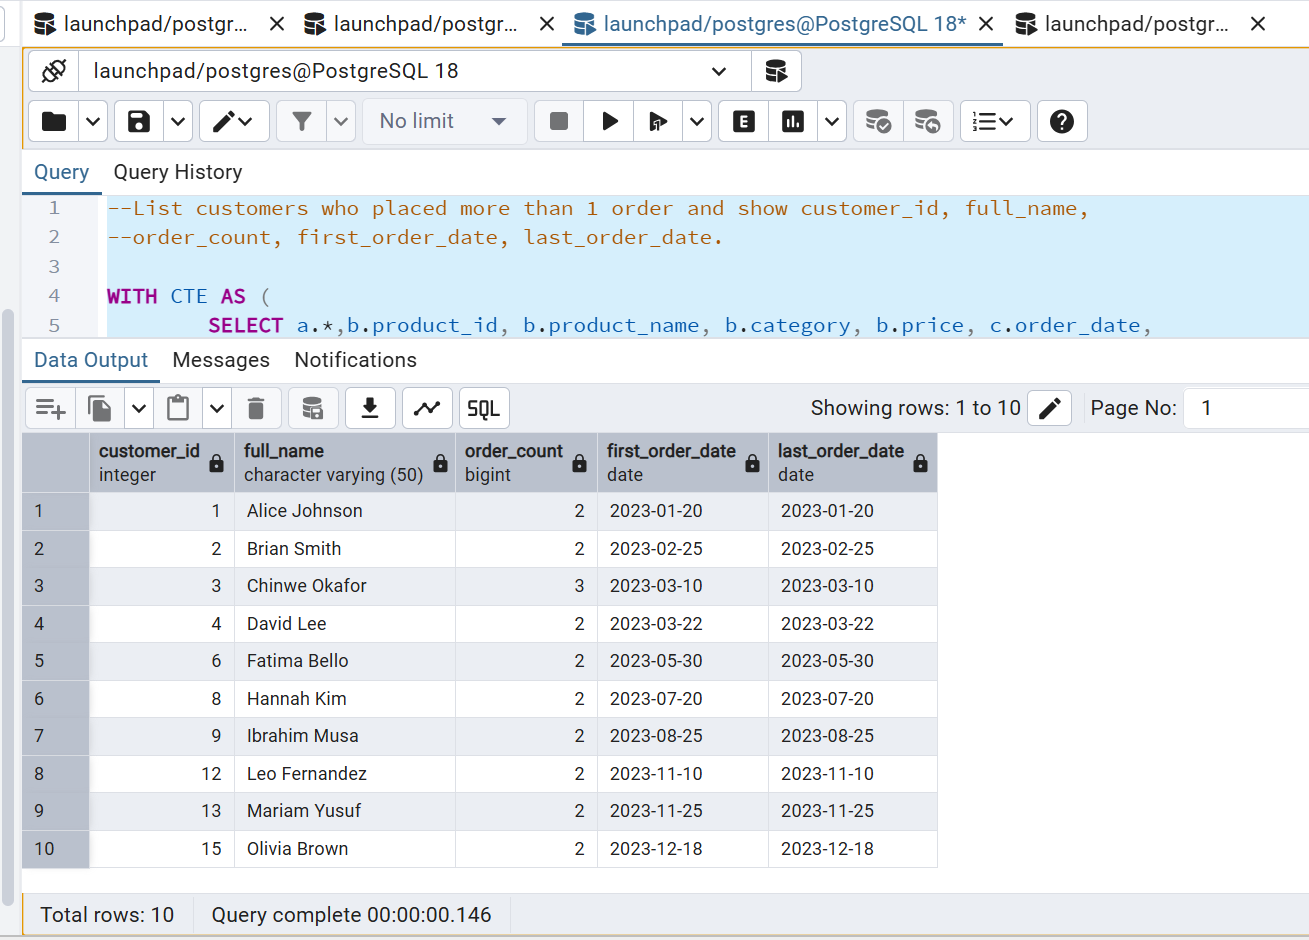 launchpad/postgr... launchpad/postgr... launchpad/postgres@PostgreSQL 18* launchpad/postgr...
launchpad/postgres@PostgreSQL 18
No limit E
Query Query History
1 --List customers who placed more than 1 order and show customer_id, full_name,
2 --order_count, first_order_date, last_order_date.
3
4 WITH CTE AS (
5 SELECT a.*,b.product_id, b.product_name, b.category, b.price, c.order_date,
Data Output Messages Notifications
SQL Showing rows: 1 to 10 Page No: 1
customer_id full_name order_count first_order_date last_order_date
integer character varying (50) bigint date date
1 1 Alice Johnson 2 2023-01-20 2023-01-20
2 2 Brian Smith 2 2023-02-25 2023-02-25
3 3 Chinwe Okafor 3 2023-03-10 2023-03-10
4 4 David Lee 2 2023-03-22 2023-03-22
5 6 Fatima Bello 2 2023-05-30 2023-05-30
6 8 Hannah Kim 2 2023-07-20 2023-07-20
7 9 Ibrahim Musa 2 2023-08-25 2023-08-25
8 12 Leo Fernandez 2 2023-11-10 2023-11-10
9 13 Mariam Yusuf 2 2023-11-25 2023-11-25
10 15 Olivia Brown 2 2023-12-18 2023-12-18
Total rows: 10 Query complete 00:00:00.146